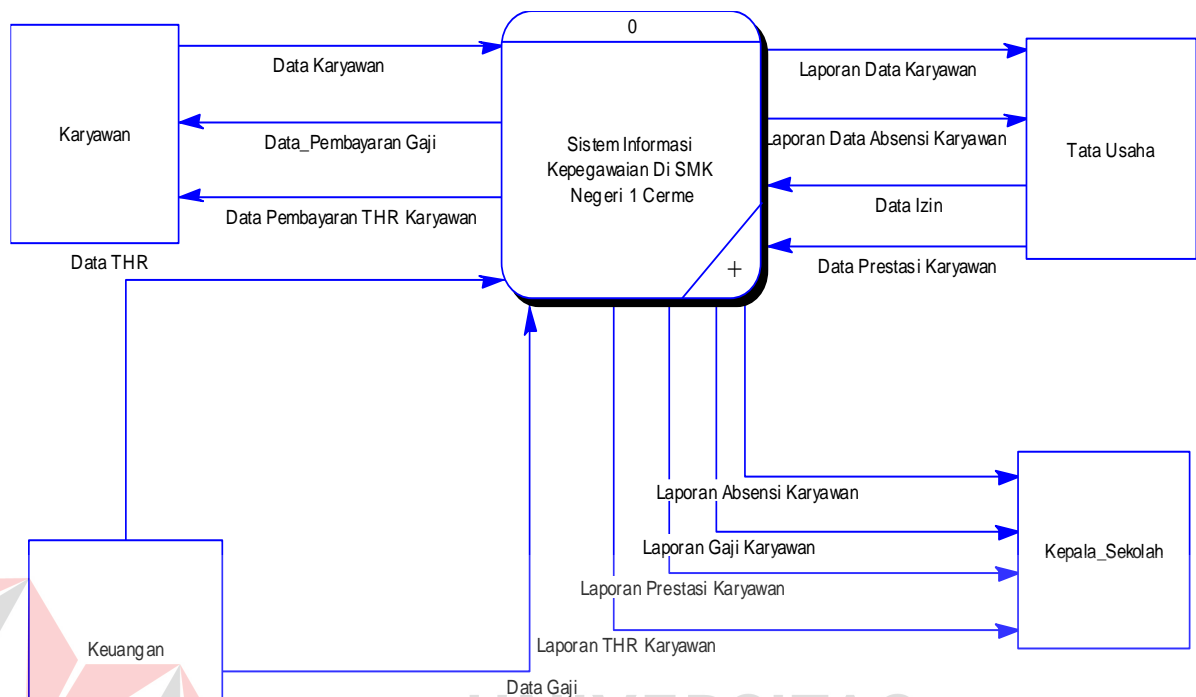 0
Data Karyawan
Laporan Data Karyawan
Karyawan
Data_Pembayaran Gaji
Sistem Informasi
Kepegawaian Di SMK
Negeri 1 Cerme
Laporan Data Absensi Karyawan
Tata Usaha
Data Pembayaran THR Karyawan
Data Izin
Data THR
+
Data Prestasi Karyawan
Laporan Absensi Karyawan
Laporan Gaji Karyawan
Kepala_Sekolah
Laporan Prestasi Karyawan
Keuangan
Laporan THR Karyawan
Data Gaji
UNIVERSITAS